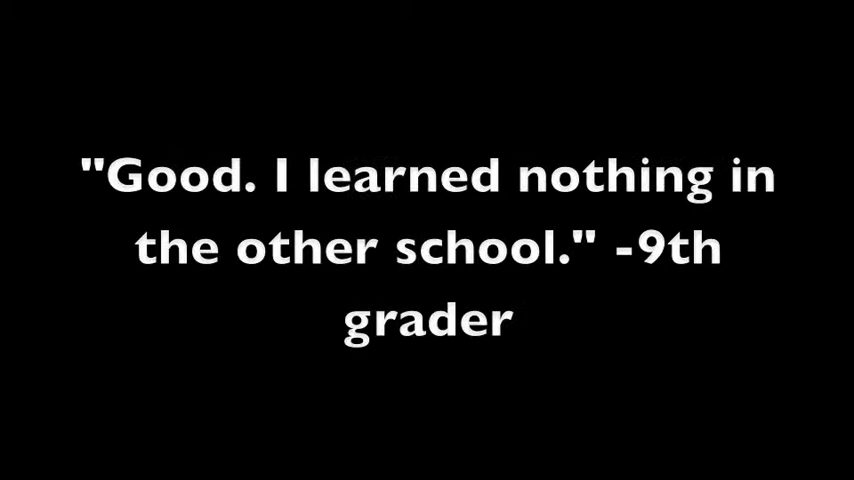 "Good. I learned nothing in
the other school." -9th
grader